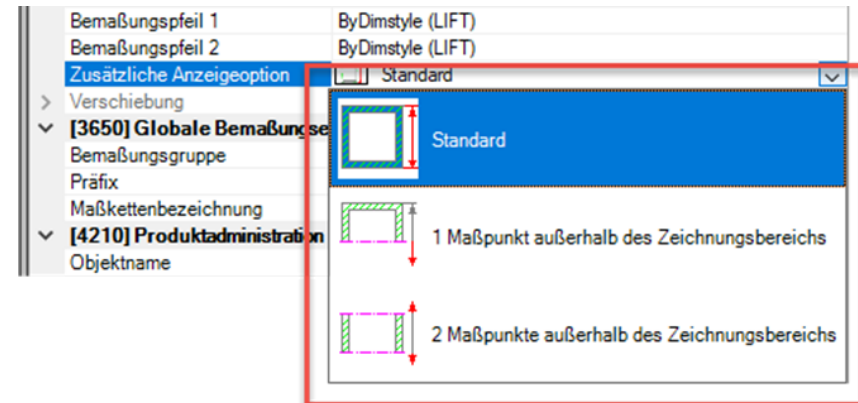 Bemaßungspfeil 1 ByDimstyle (LIFT)
Bemaßungspfeil 2 ByDimstyle (LIFT)
Zusätzliche Anzeigeoption Standard
Verschiebung
[3650] Globale Bemaßungse
Standard
Bemaßungsgruppe
Präfix
Maßkettenbezeichnung
1 Maßpunkt außerhalb des Zeichnungsbereichs
[4210] Produktadministration
Objektname
2 Maßpunkte außerhalb des Zeichnungsbereichs